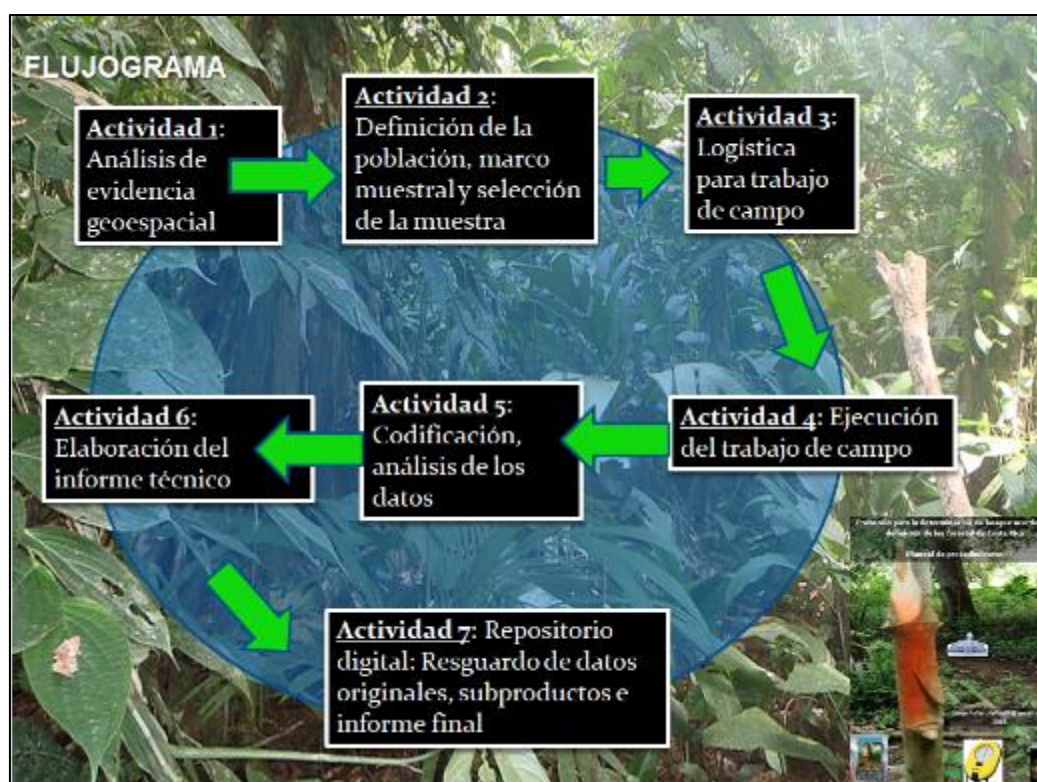 FLUJOGRAMA
Actividad 1:
Análisis de
evidencia
geoespacial
Actividad 2:
Definición de la
población, marco
muestral y selección
de la muestra
Actividad 3:
Logística
para trabajo
de campo
Actividad 4: Ejecución
del trabajo de campo
Actividad 5:
Codificación,
análisis de los
datos
Actividad 6:
Elaboración del
informe técnico
Actividad 7: Repositorio
digital: Resguardo de datos
originales, subproductos e
informe final
Manual de procedimientos